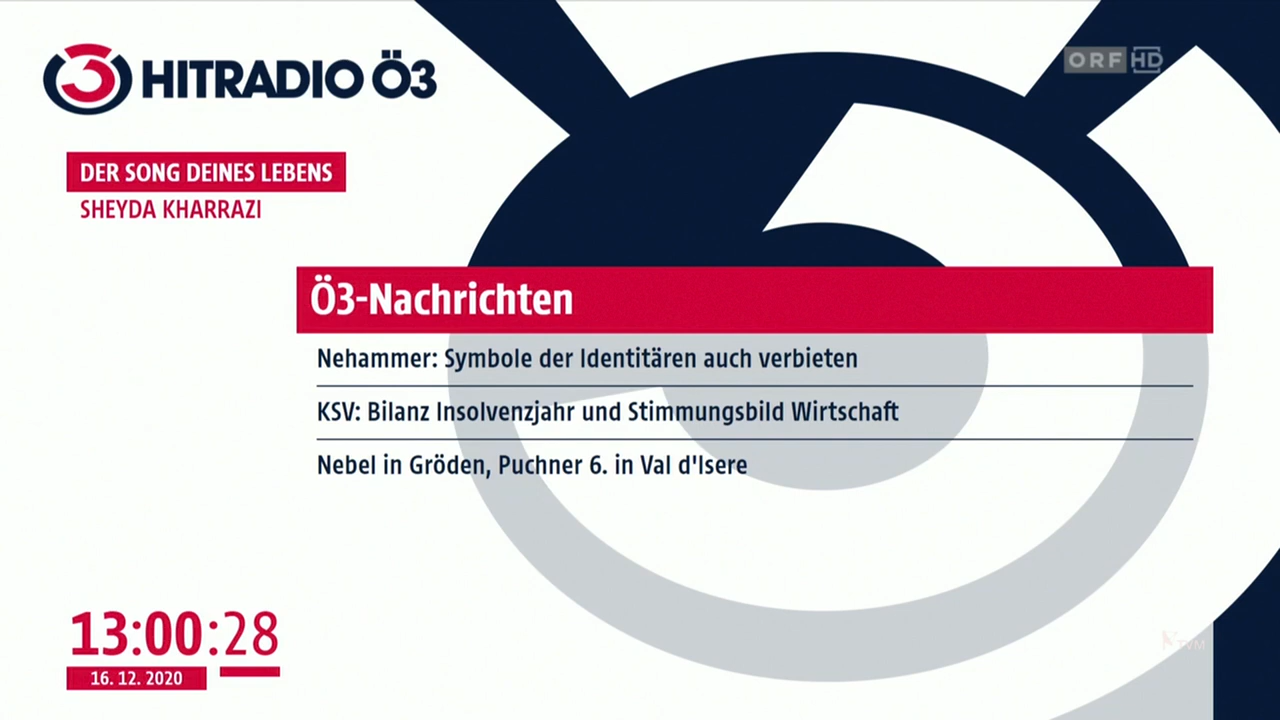 HITRADIO Ö3
ORF HD
DER SONG DEINES LEBENS
SHEYDA KHARRAZI
Ö3-Nachrichten
Nehammer: Symbole der Identitären auch verbieten
KSV: Bilanz Insolvenzjahr und Stimmungsbild Wirtschaft
Nebel in Gröden, Puchner 6. in Val d'Isere
13:00:28
16. 12. 2020
TVM